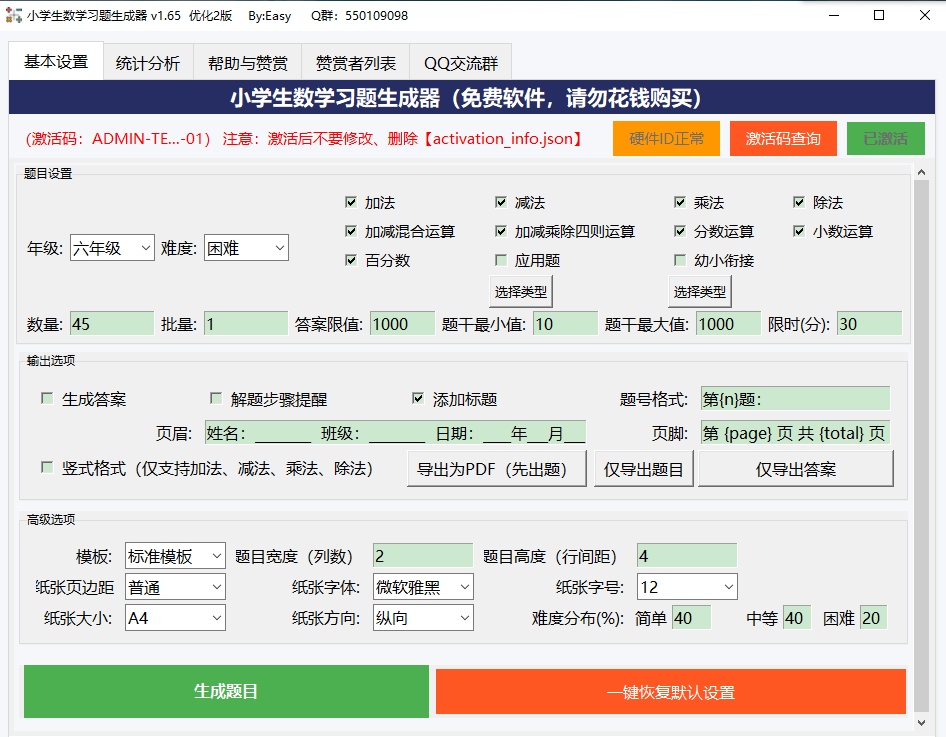 小学生数学习题生成器 v1.65 优化2版 By:Easy Q群：550109098
基本设置 统计分析 帮助与赞赏 赞赏者列表 QQ交流群
小学生数学习题生成器（免费软件，请勿花钱购买）
（激活码：ADMIN-TE...-01） 注意：激活后不要修改、删除【activation_info.json】 硬件ID正常 激活码查询 已激活
题目设置
加法 减法 乘法 除法
加减混合运算 加减乘除四则运算 分数运算 小数运算
年级: 六年级 难度: 困难
百分数 应用题 幼小衔接
选择类型 选择类型
数量: 45 批量: 1 答案限值: 1000 题干最小值: 10 题干最大值: 1000 限时(分): 30
输出选项
生成答案 解题步骤提醒 添加标题 题号格式: 第{n}题:
页眉: 姓名：_______ 班级：_______ 日期：____年___月___ 页脚: 第 {page} 页 共 {total} 页
竖式格式（仅支持加法、减法、乘法、除法） 导出为PDF（先出题） 仅导出题目 仅导出答案
高级选项
模板: 标准模板 题目宽度（列数） 2 题目高度（行间距） 4
纸张页边距 普通 纸张字体: 微软雅黑 纸张字号: 12
纸张大小: A4 纸张方向: 纵向 难度分布(%): 简单 40 中等 40 困难 20
生成题目 一键恢复默认设置